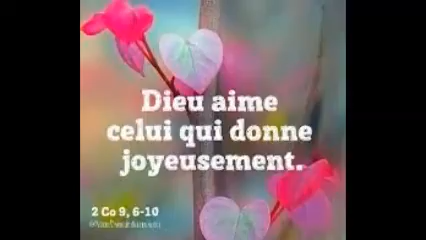 Dieu aime
celui qui donne
joyeusement.
2 Co 9, 6-10